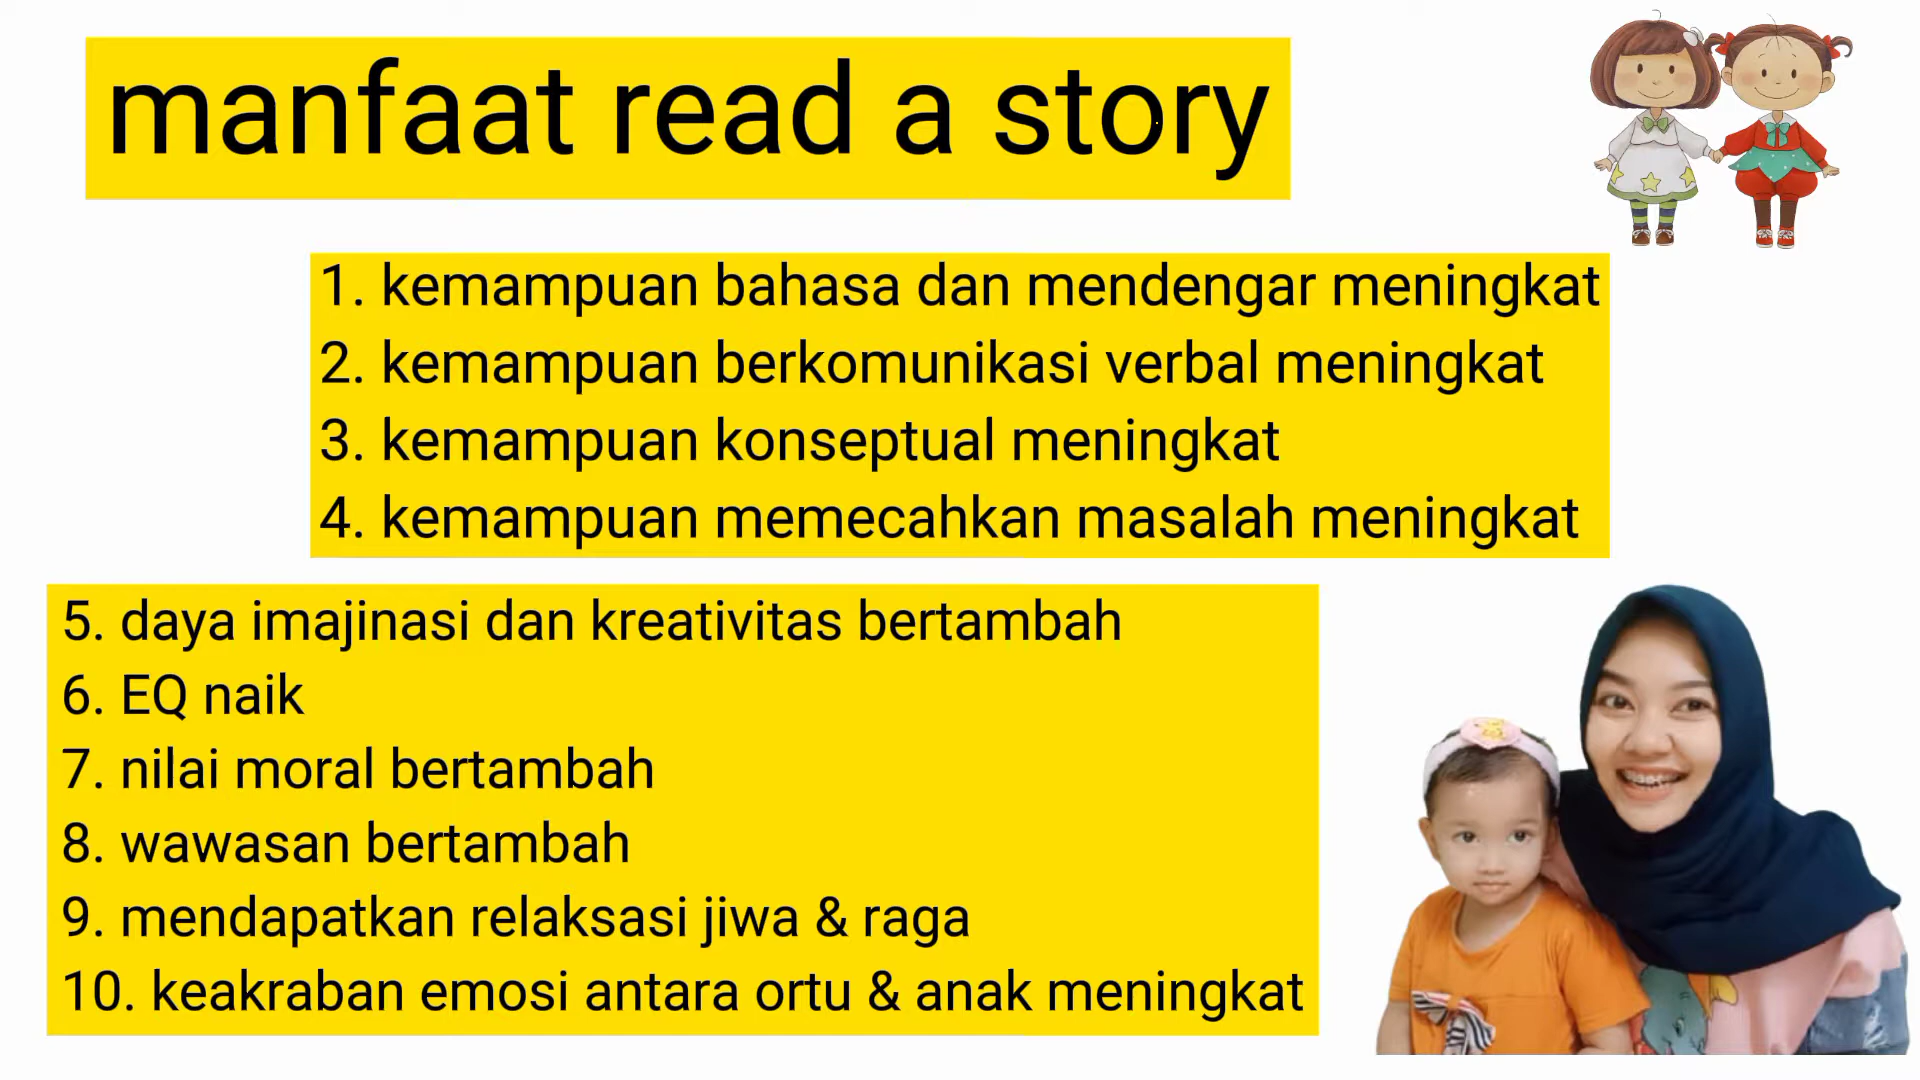 manfaat read a story
1. kemampuan bahasa dan mendengar meningkat
2. kemampuan berkomunikasi verbal meningkat
3. kemampuan konseptual meningkat
4. kemampuan memecahkan masalah meningkat
5. daya imajinasi dan kreativitas bertambah
6. EQ naik
7. nilai moral bertambah
8. wawasan bertambah
9. mendapatkan relaksasi jiwa & raga
10. keakraban emosi antara ortu & anak meningkat